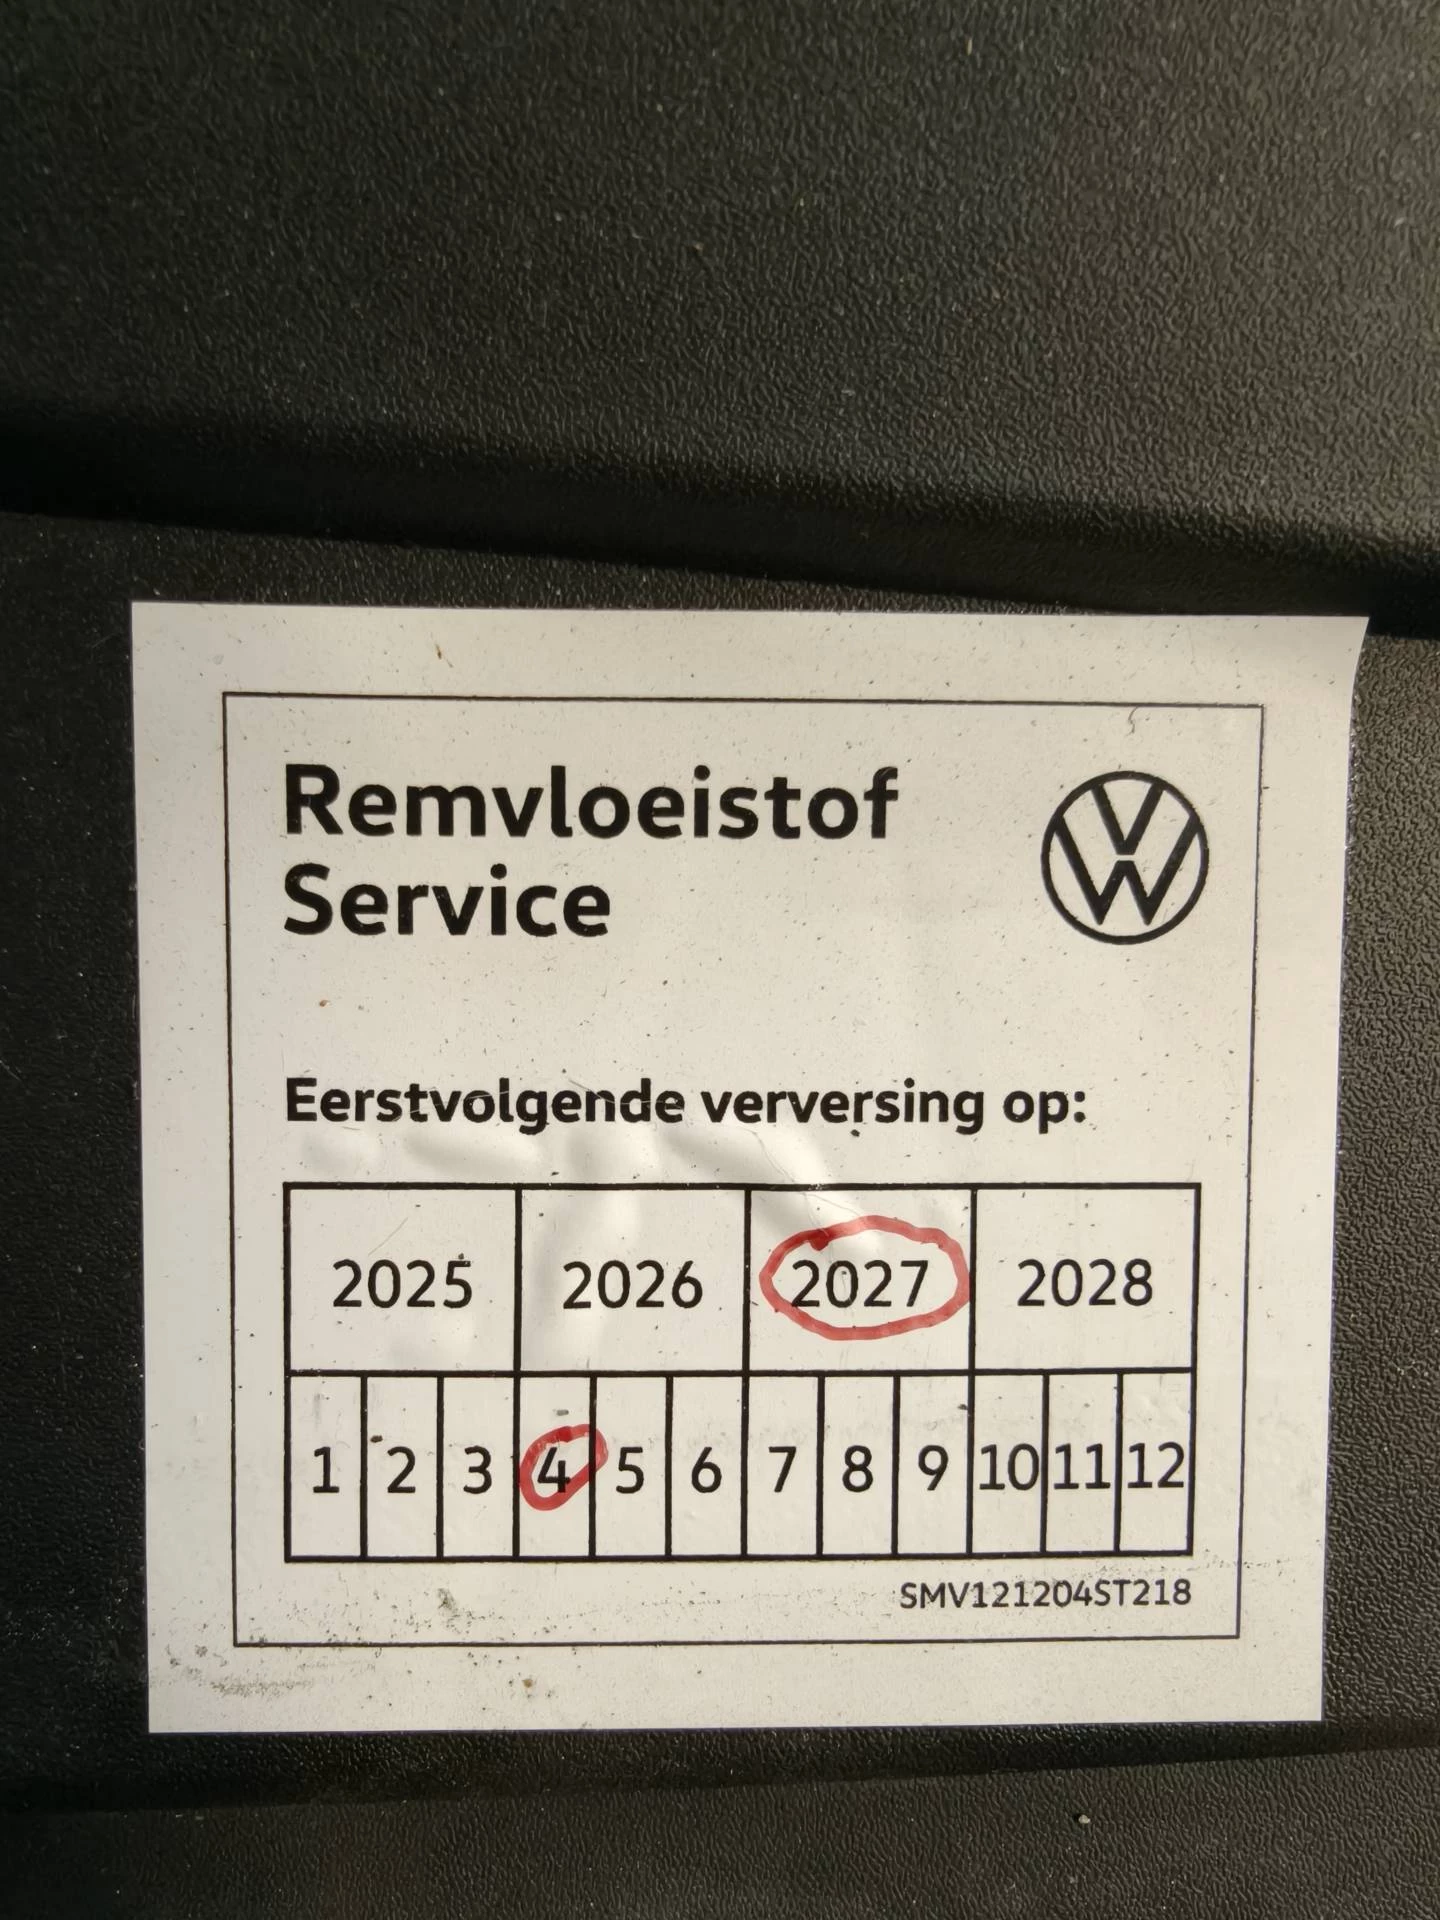 Remvloeistof
Service
Eerstvolgende verversing op:
2025 2026 2027 2028
1 2 3 4 5 6 7 8 9 10 11 12
SMV121204ST218